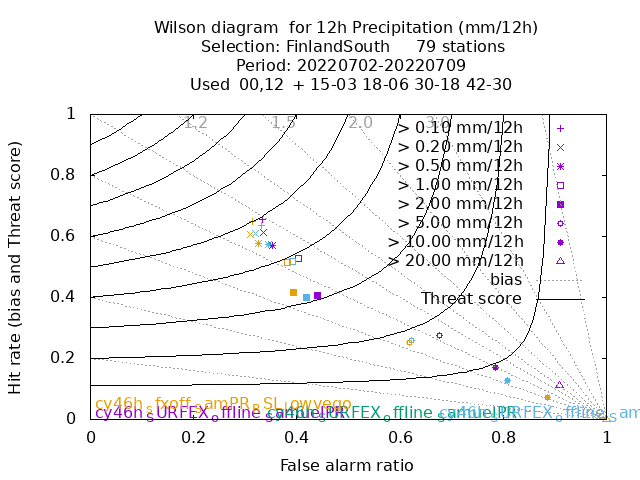 Wilson diagram  for 12h Precipitation (mm/12h)
Selection: FinlandSouth     79 stations
Period: 20220702-20220709
Used  00,12  + 15-03 18-06 30-18 42-30
1.2 1.5 2.0 3.0
> 0.10 mm/12h
> 0.20 mm/12h
> 0.50 mm/12h
> 1.00 mm/12h
> 2.00 mm/12h
> 5.00 mm/12h
> 10.00 mm/12h
> 20.00 mm/12h
bias
Threat score
Hit rate (bias and Threat score)
1
0.8
0.6
0.4
0.2
0
cy46h_sfxoff_samPR_RSL_lowvego
cy46h_sURFEX_offline
0 0.2 0.4 0.6 0.8 1
False alarm ratio